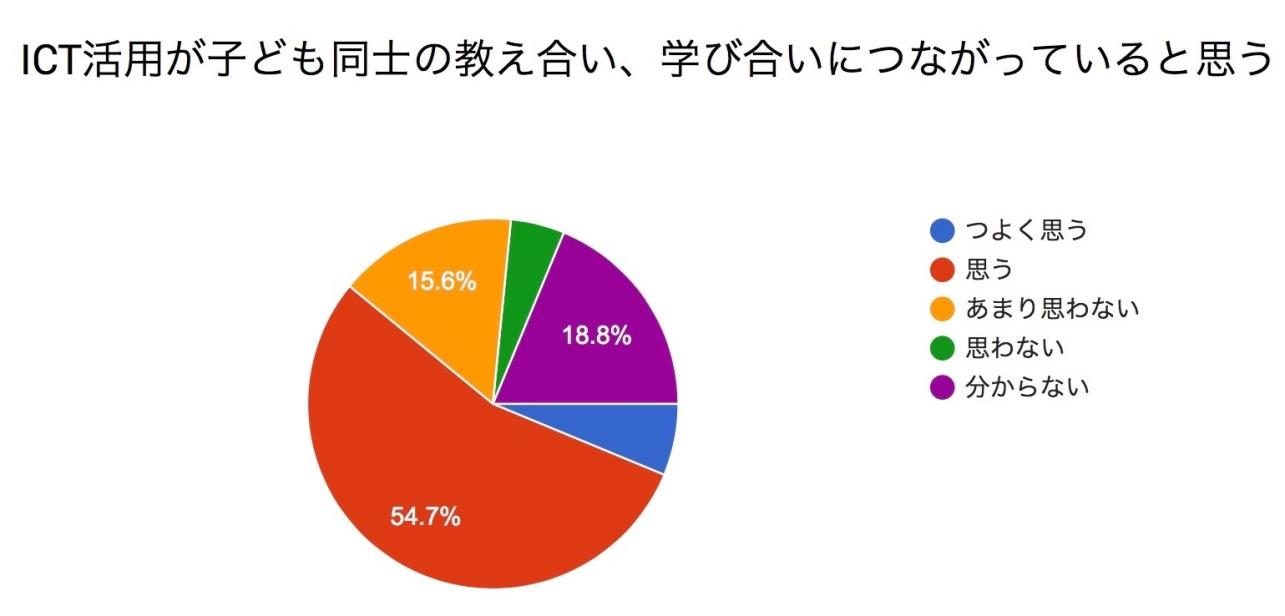 ICT活用が子ども同士の教え合い、学び合いにつながっていると思う
つよく思う
思う
あまり思わない
思わない
分からない
15.6%
18.8%
54.7%